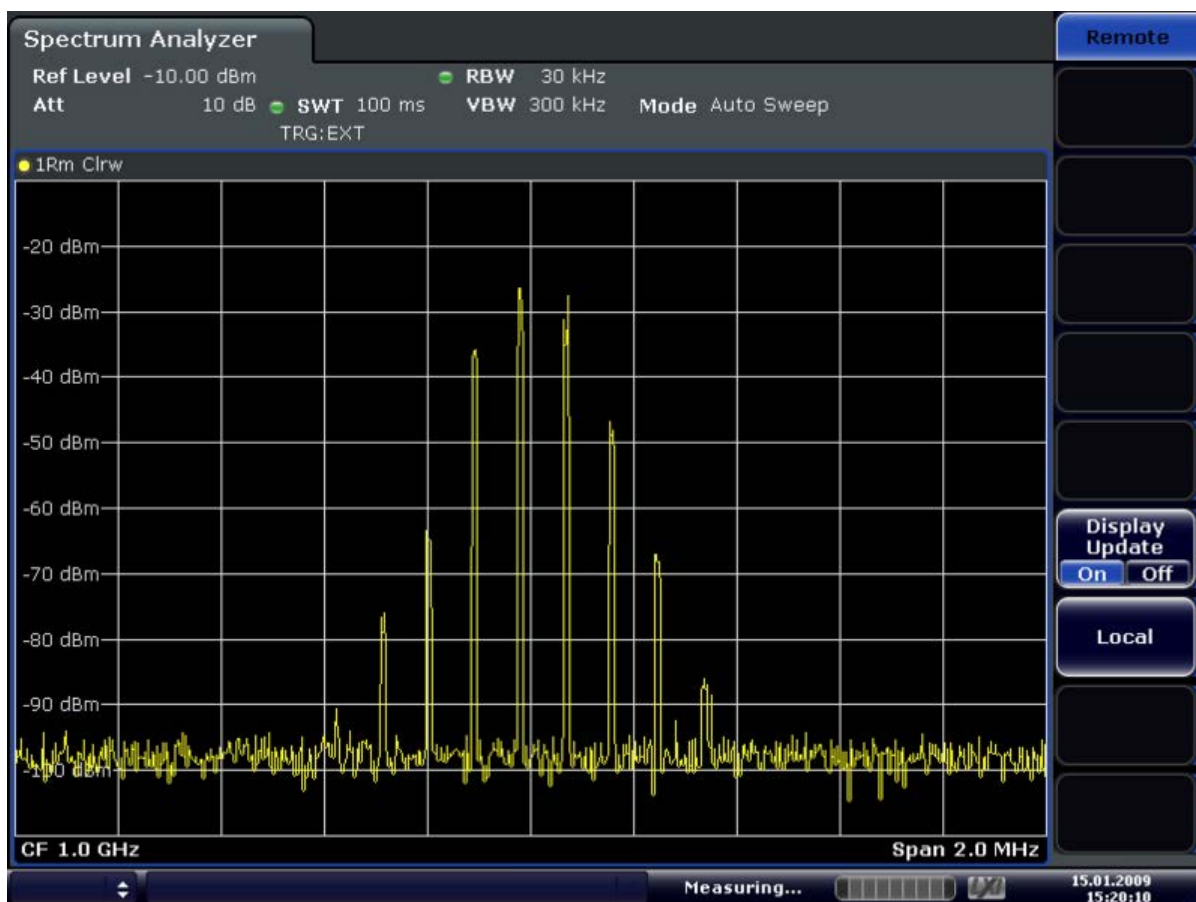 Spectrum Analyzer
Remote
Ref Level -10.00 dBm RBW 30 kHz
Att 10 dB SWT 100 ms VBW 300 kHz Mode Auto Sweep
TRG:EXT
1Rm Clrw
-20 dBm
-30 dBm
-40 dBm
-50 dBm
-60 dBm
-70 dBm
-80 dBm
-90 dBm
-100 dBm
Display
Update
On Off
Local
CF 1.0 GHz Span 2.0 MHz
Measuring...
15.01.2009
15:20:10